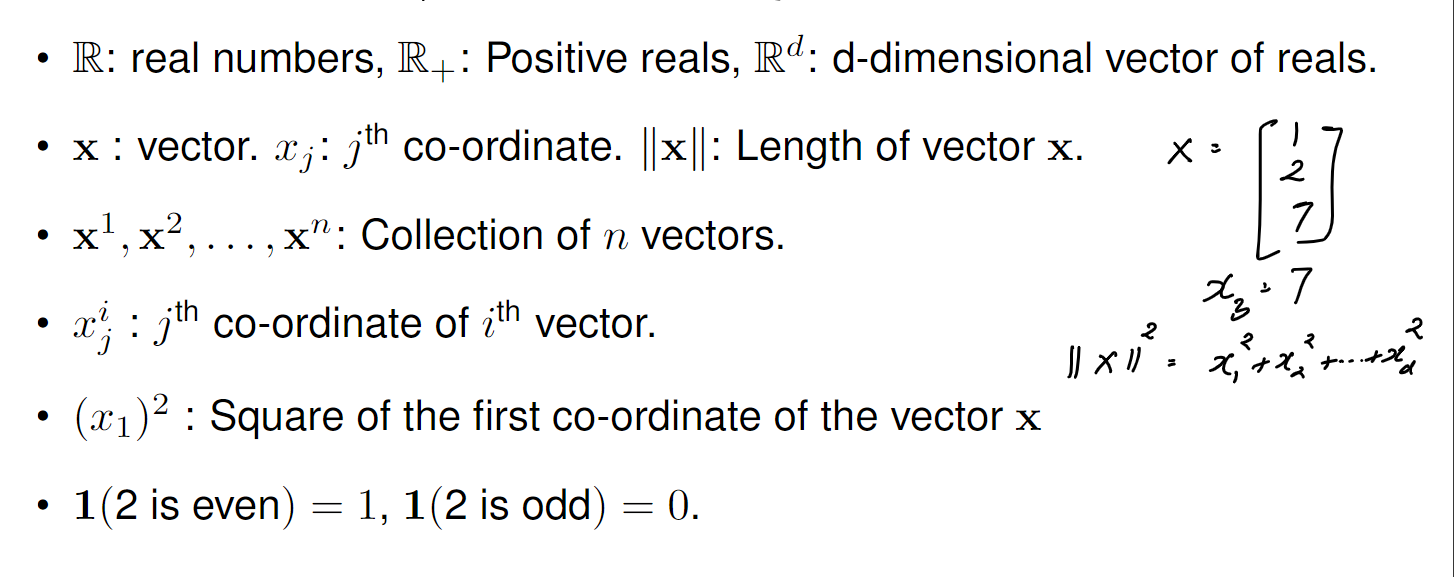 • ℝ: real numbers, ℝ₊: Positive reals, ℝᵈ: d-dimensional vector of reals.
• 𝐱 : vector. xⱼ: jᵗʰ co-ordinate. ‖𝐱‖: Length of vector 𝐱.
x = [1
2
7]
• 𝐱¹, 𝐱², . . . , 𝐱ⁿ: Collection of n vectors.
x₃ = 7
• xⱼⁱ : jᵗʰ co-ordinate of iᵗʰ vector.
‖x‖² = x₁² + x₂² + ... + x_d²
• (x₁)² : Square of the first co-ordinate of the vector 𝐱
• 𝟏(2 is even) = 1, 𝟏(2 is odd) = 0.